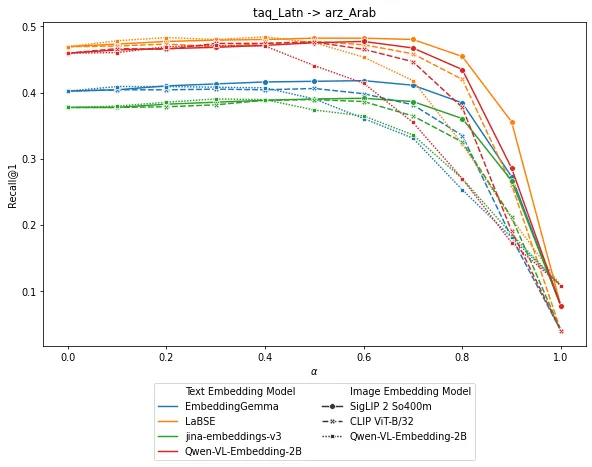 taq_Latn -> arz_Arab
0.5
0.4
0.3
0.2
0.1
Recall@1
0.0 0.2 0.4 0.6 0.8 1.0
α
Text Embedding Model Image Embedding Model
EmbeddingGemma SigLIP 2 So400m
LaBSE CLIP ViT-B/32
jina-embeddings-v3 Qwen-VL-Embedding-2B
Qwen-VL-Embedding-2B